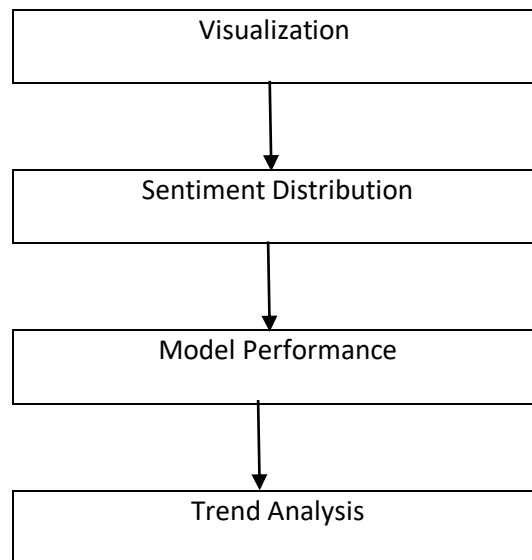 Visualization
Sentiment Distribution
Model Performance
Trend Analysis